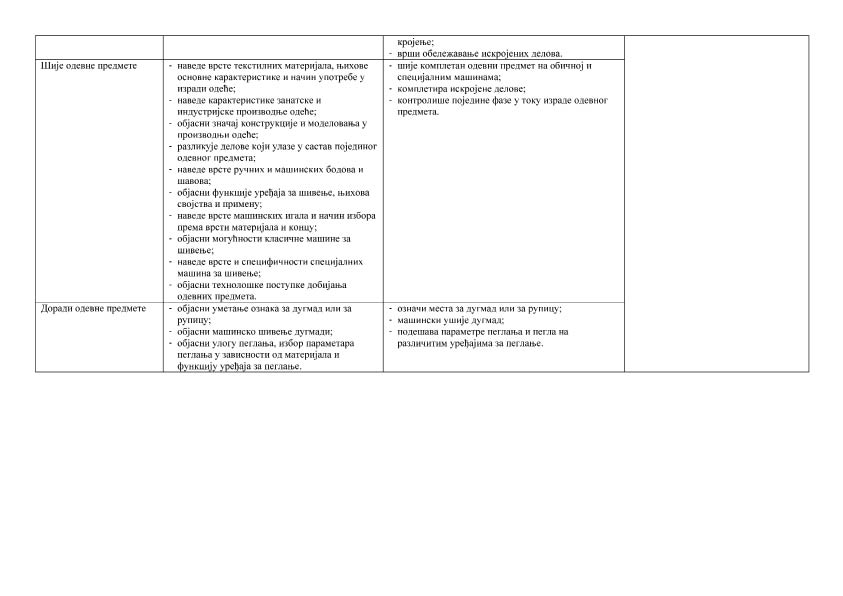 кројење;
- врши обележавање искројених делова.
Шије одевне предмете
- наведе врсте текстилних материјала, њихове
основне карактеристике и начин употребе у
изради одеће;
- наведе карактеристике занатске и
индустријске производње одеће;
- објасни значај конструкције и моделовања у
производњи одеће;
- разликује делове који улазе у састав појединог
одевног предмета;
- наведе врсте ручних и машинских бодова и
шавова;
- објасни функције уређаја за шивење, њихова
својства и примену;
- наведе врсте машинских игала и начин избора
према врсти материјала и концу;
- објасни могућности класичне машине за
шивење;
- наведе врсте и специфичности специјалних
машина за шивење;
- објасни технолошке поступке добијања
одевних предмета.
- шије комплетан одевни предмет на обичној и
специјалним машинама;
- комплетира искројене делове;
- контролише поједине фазе у току израде одевног
предмета.
Доради одевне предмете
- објасни уметање ознака за дугмад или за
рупицу;
- објасни машинско шивење дугмади;
- објасни улогу пеглања, избор параметара
пеглања у зависности од материјала и
функцију уређаја за пеглање.
- означи места за дугмад или за рупицу;
- машински ушије дугмад;
- подешава параметре пеглања и пегла на
различитим уређајима за пеглање.